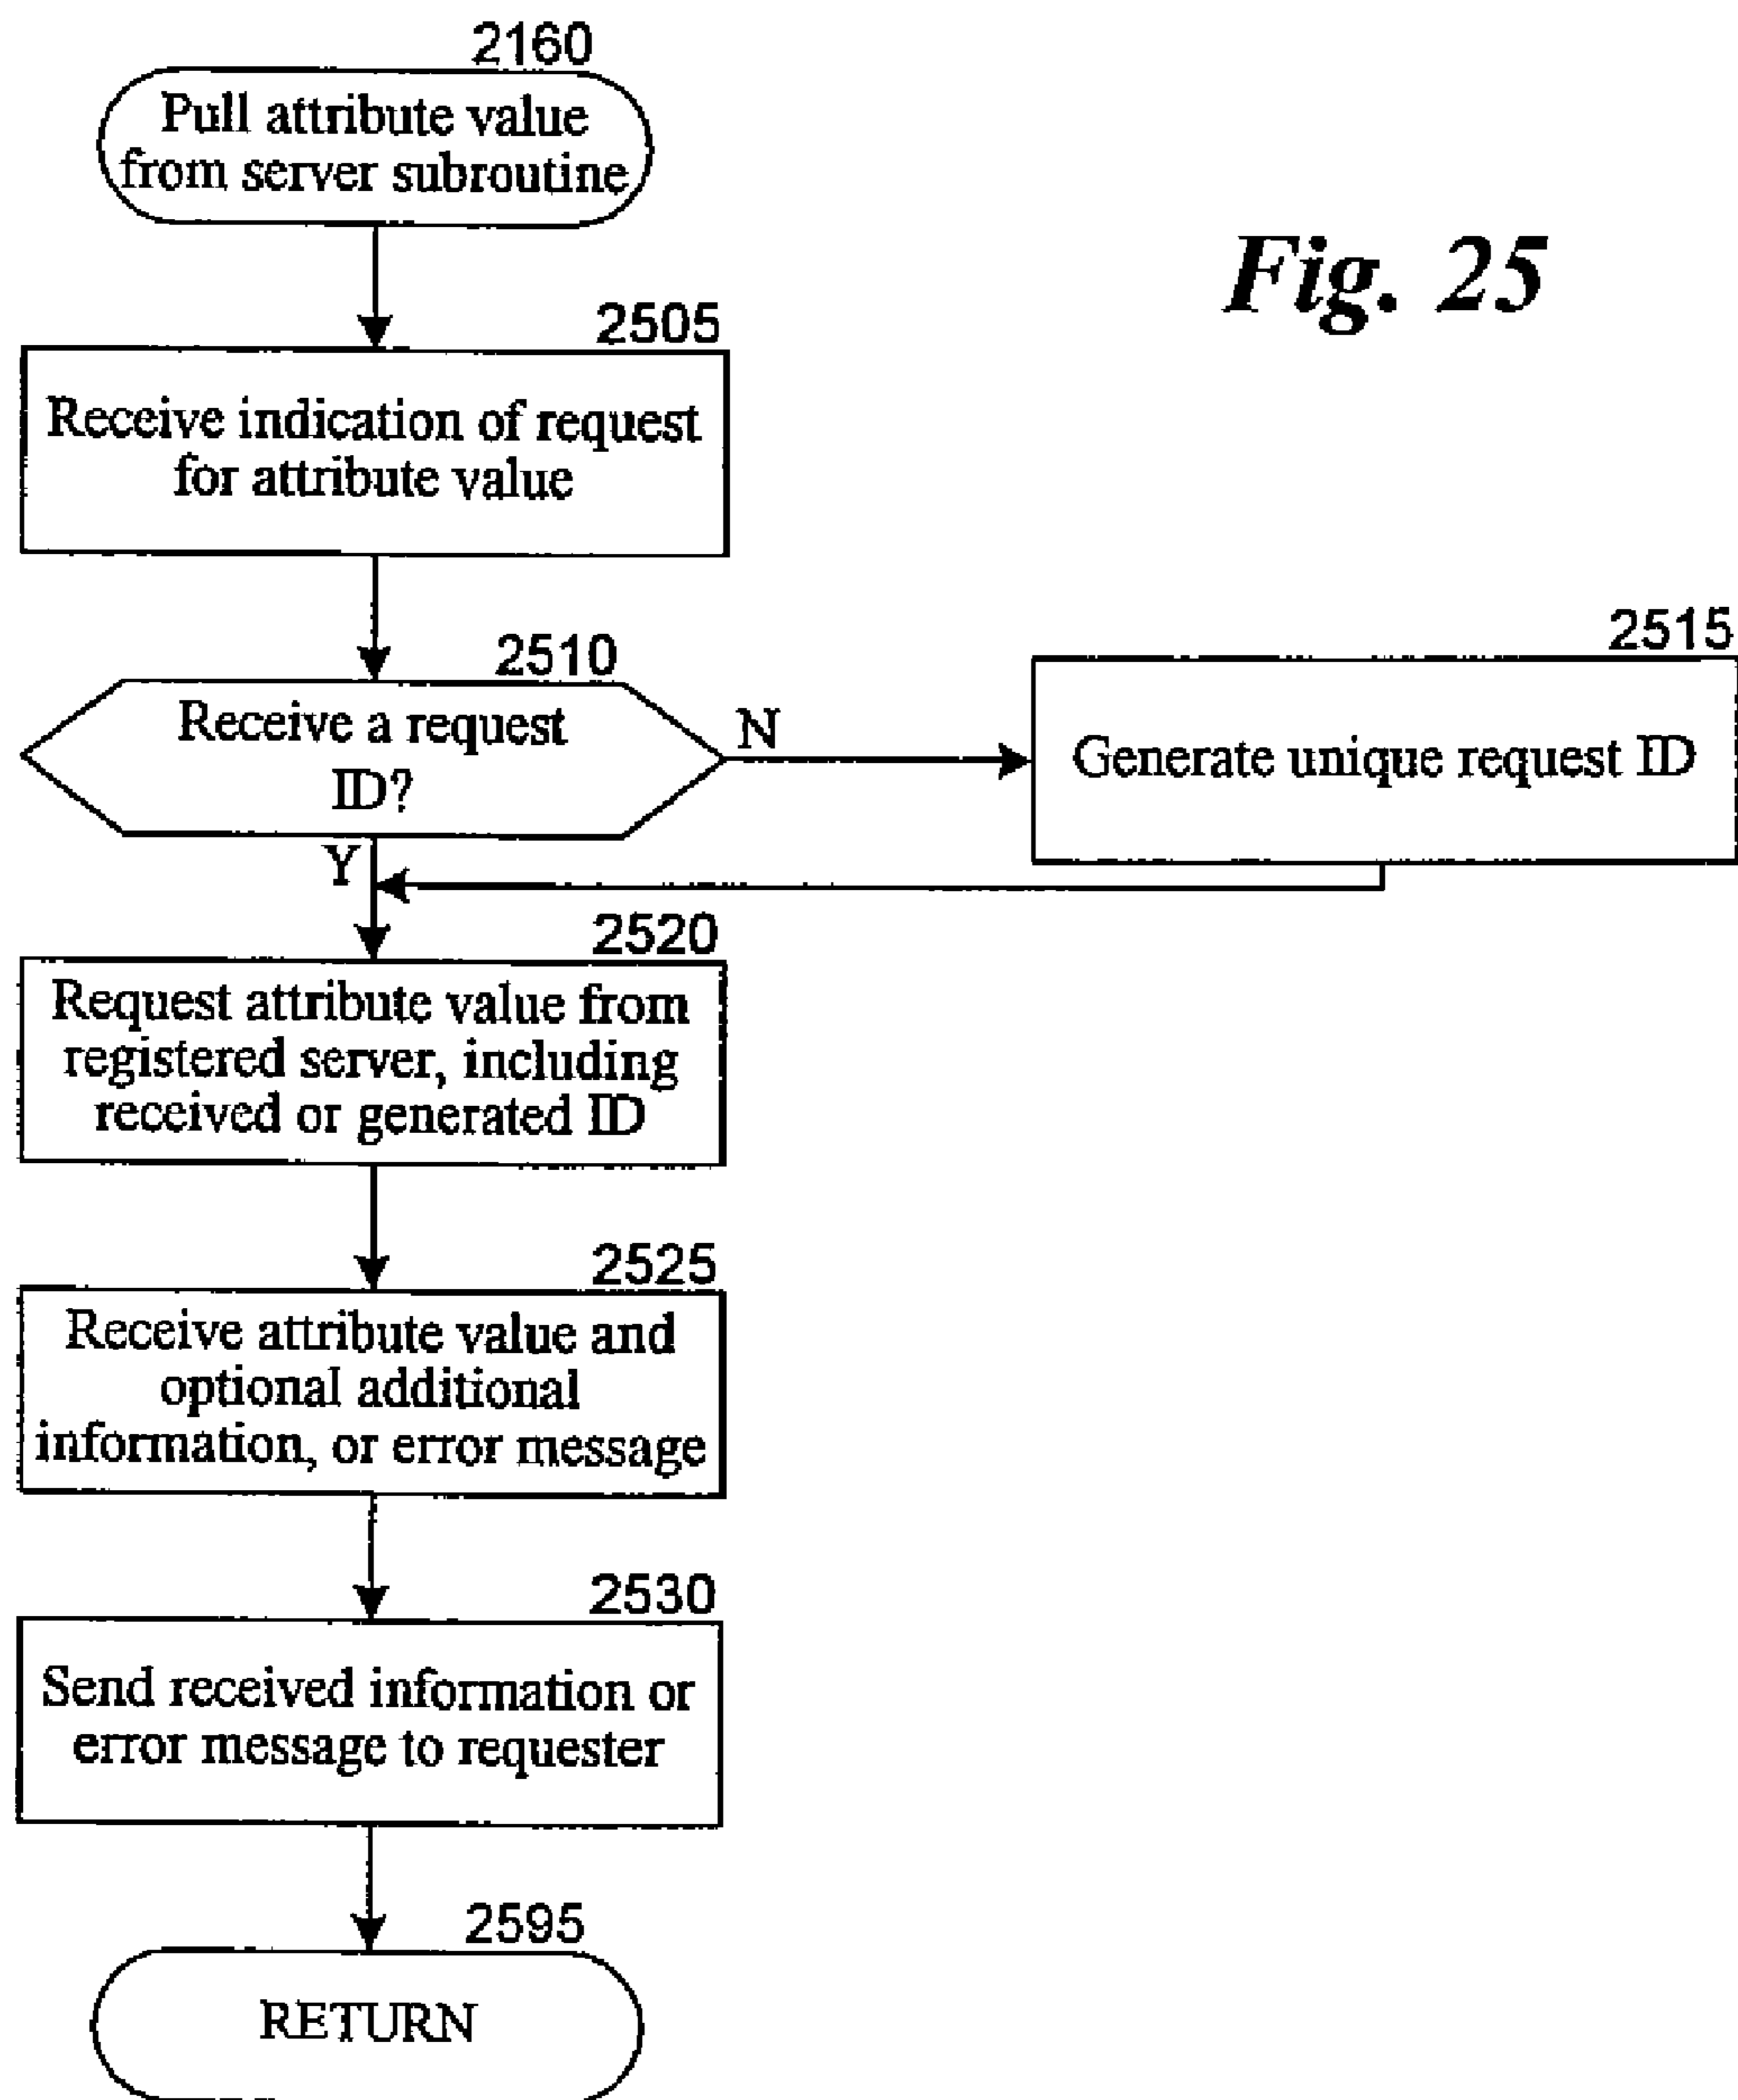 2160
Pull attribute value
from server subroutine
Fig. 25
2505
Receive indication of request
for attribute value
2510
Receive a request
ID?
N
2515
Generate unique request ID
Y
2520
Request attribute value from
registered server, including
received or generated ID
2525
Receive attribute value and
optional additional
information, or error message
2530
Send received information or
error message to requester
2595
RETURN